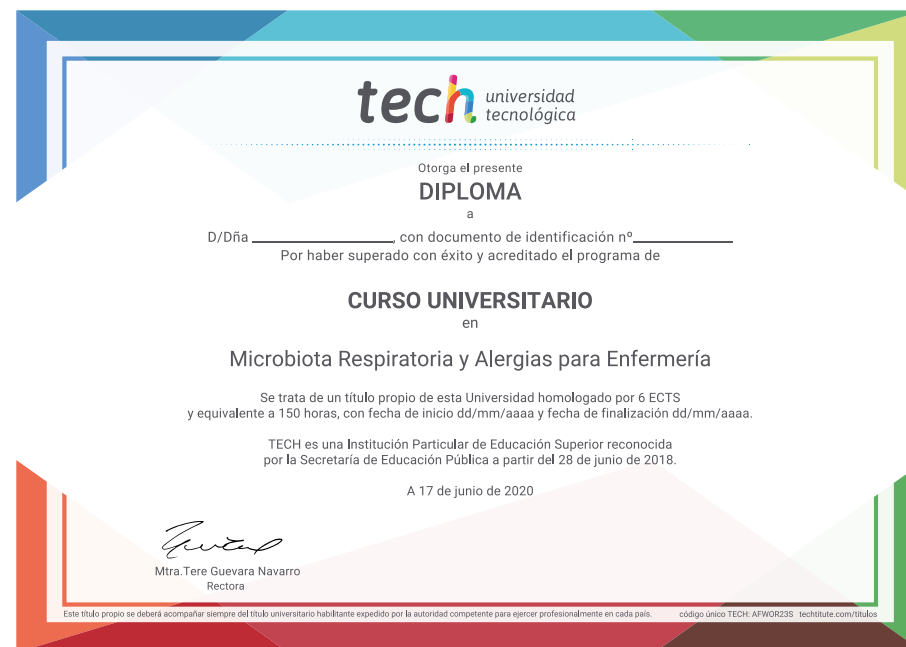 tech universidad
tecnológica
Otorga el presente
DIPLOMA
a
D/Dña ____________________, con documento de identificación nº______________
Por haber superado con éxito y acreditado el programa de
CURSO UNIVERSITARIO
en
Microbiota Respiratoria y Alergias para Enfermería
Se trata de un título propio de esta Universidad homologado por 6 ECTS
y equivalente a 150 horas, con fecha de inicio dd/mm/aaaa y fecha de finalización dd/mm/aaaa.
TECH es una Institución Particular de Educación Superior reconocida
por la Secretaría de Educación Pública a partir del 28 de junio de 2018.
A 17 de junio de 2020
Mtra.Tere Guevara Navarro
Rectora
Este título propio se deberá acompañar siempre del título universitario habilitante expedido por la autoridad competente para ejercer profesionalmente en cada país. código único TECH: AFWOR23S techtitute.com/títulos